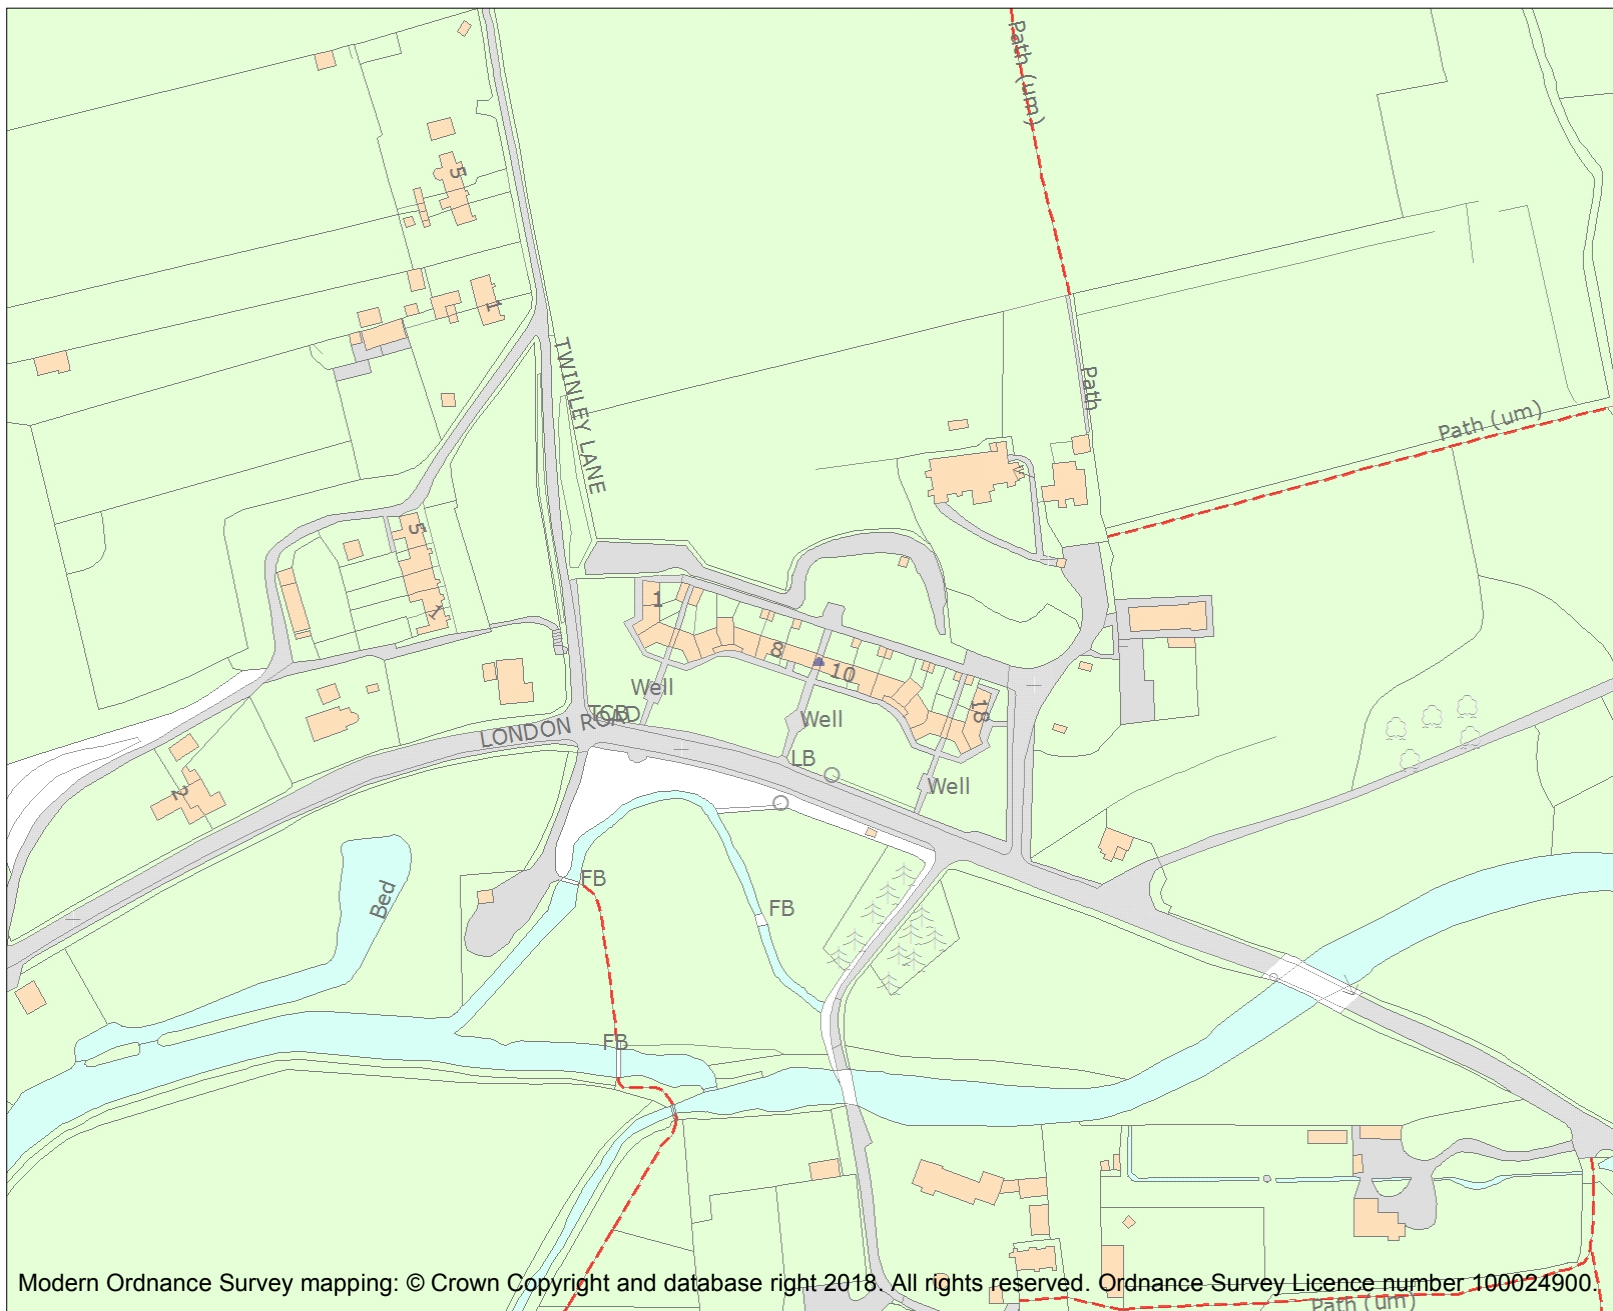 Path (um)
5
1
TWINLEY LANE
Path
Path (um)
5
1
1
8
10
18
Well
Well
Well
TCB
LONDON ROAD
LB
2
Bed
FB
FB
FB
Modern Ordnance Survey mapping: © Crown Copyright and database right 2018. All rights reserved. Ordnance Survey Licence number 100024900.
Path (um)